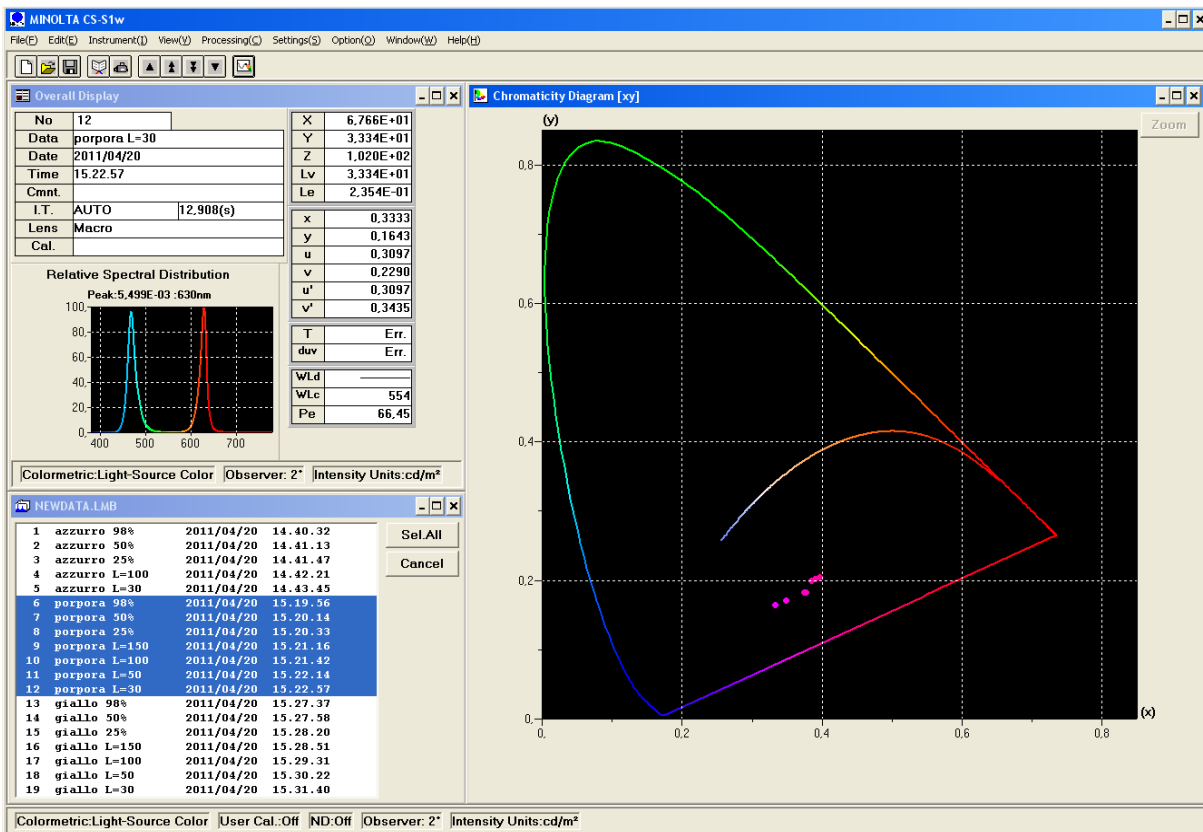 MINOLTA CS-S1w
File(F) Edit(E) Instrument(I) View(V) Processing(C) Settings(S) Option(O) Window(W) Help(H)
Overall Display
No 12
Data porpora L=30
Date 2011/04/20
Time 15.22.57
Cmnt.
I.T. AUTO 12,908(s)
Lens Macro
Cal.
X 6,766E+01
Y 3,334E+01
Z 1,020E+02
Lv 3,334E+01
Le 2,354E-01
x 0,3333
y 0,1643
u 0,3097
v 0,2290
u' 0,3097
v' 0,3435
T Err.
duv Err.
WLd
WLc 554
Pe 66,45
Relative Spectral Distribution
Peak:5,499E-03 :630nm
100,
80,
60,
40,
20,
0,
400 500 600 700
Colormetric:Light-Source Color Observer: 2° Intensity Units:cd/m²
NEWDATA.LMB
1 azzurro 98% 2011/04/20 14.40.32
2 azzurro 50% 2011/04/20 14.41.13
3 azzurro 25% 2011/04/20 14.41.47
4 azzurro L=100 2011/04/20 14.42.21
5 azzurro L=30 2011/04/20 14.43.45
6 porpora 98% 2011/04/20 15.19.56
7 porpora 50% 2011/04/20 15.20.14
8 porpora 25% 2011/04/20 15.20.33
9 porpora L=150 2011/04/20 15.21.16
10 porpora L=100 2011/04/20 15.21.42
11 porpora L=50 2011/04/20 15.22.14
12 porpora L=30 2011/04/20 15.22.57
13 giallo 98% 2011/04/20 15.27.37
14 giallo 50% 2011/04/20 15.27.58
15 giallo 25% 2011/04/20 15.28.20
16 giallo L=150 2011/04/20 15.28.51
17 giallo L=100 2011/04/20 15.29.31
18 giallo L=50 2011/04/20 15.30.22
19 giallo L=30 2011/04/20 15.31.40
Sel.All
Cancel
Chromaticity Diagram [xy]
Zoom
(y)
0,8
0,6
0,4
0,2
0,
(x)
0, 0,2 0,4 0,6 0,8
Colormetric:Light-Source Color User Cal.:Off ND:Off Observer: 2° Intensity Units:cd/m²